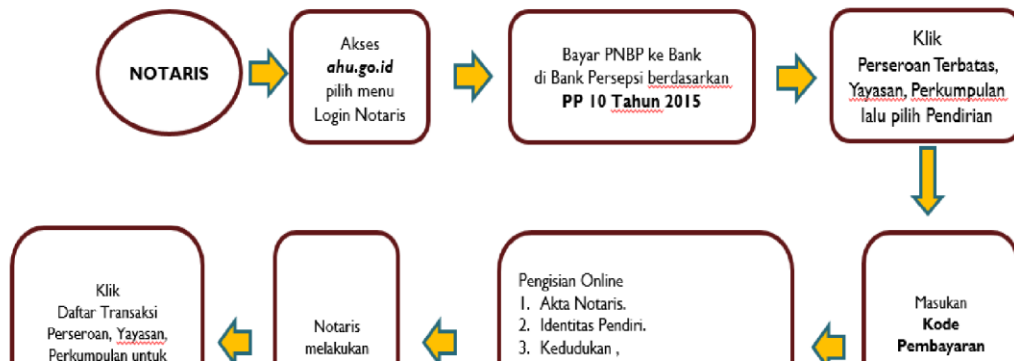 NOTARIS
Akses
ahu.go.id
pilih menu
Login Notaris
Bayar PNBP ke Bank
di Bank Persepsi berdasarkan
PP 10 Tahun 2015
Klik
Perseroan Terbatas,
Yayasan, Perkumpulan
lalu pilih Pendirian
Masukan
Kode
Pembayaran
Pengisian Online
1. Akta Notaris.
2. Identitas Pendiri.
3. Kedudukan ,
Notaris
melakukan
Klik
Daftar Transaksi
Perseroan, Yayasan,
Perkumpulan untuk